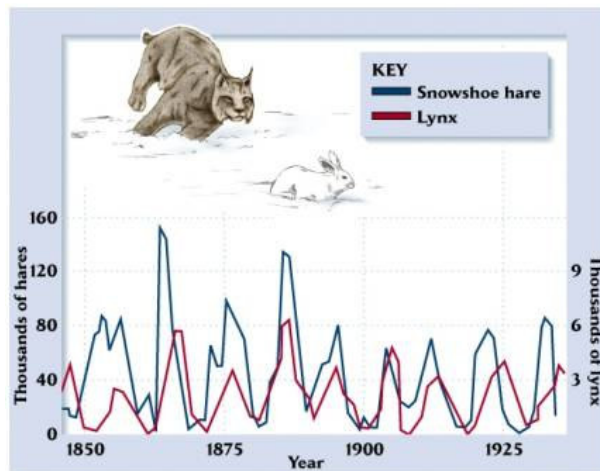 KEY
Snowshoe hare
Lynx
160
120
80
40
0
Thousands of hares
9
6
3
Thousands of lynx
1850 1875 1900 1925
Year